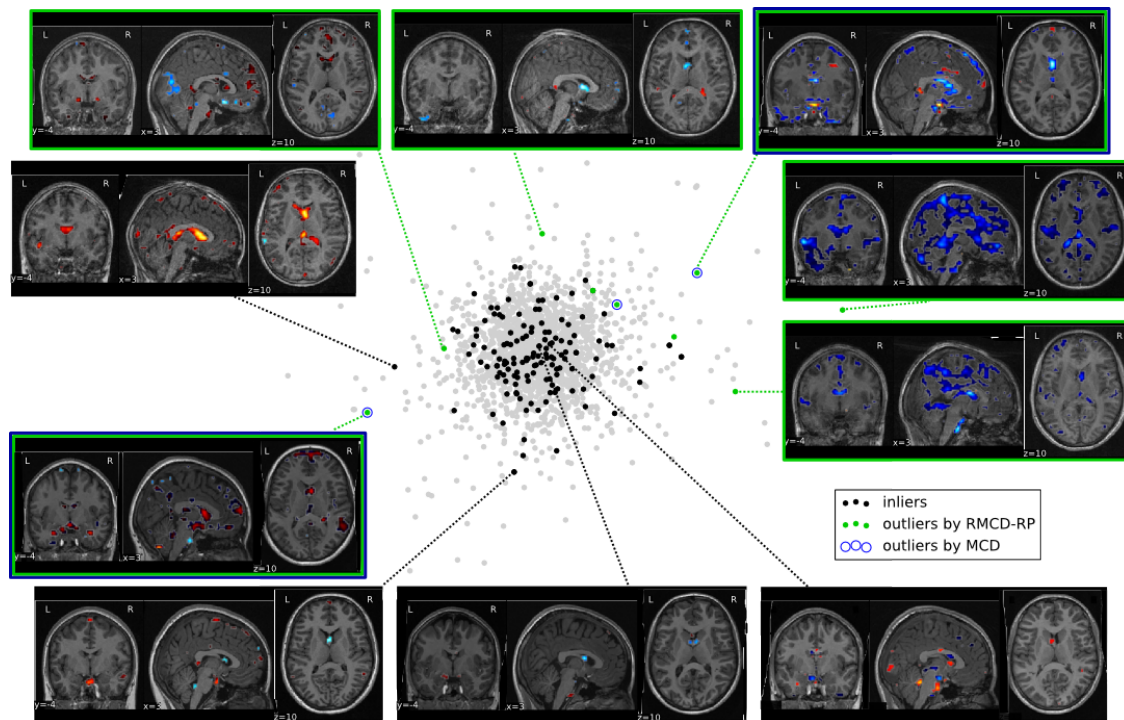 L R
y=-4 x=3 z=10
L R
y=-4 x=3 z=10
L R
y=-4 x=3 z=10
L R
y=-4 x=3 z=10
L R
y=-4 x=3 z=10
L R
y=-4 x=3 z=10
L R
y=-4 x=3 z=10
inliers
outliers by RMCD-RP
outliers by MCD
L R
y=-4 x=3 z=10
L R
y=-4 x=3 z=10
L R
y=-4 x=3 z=10